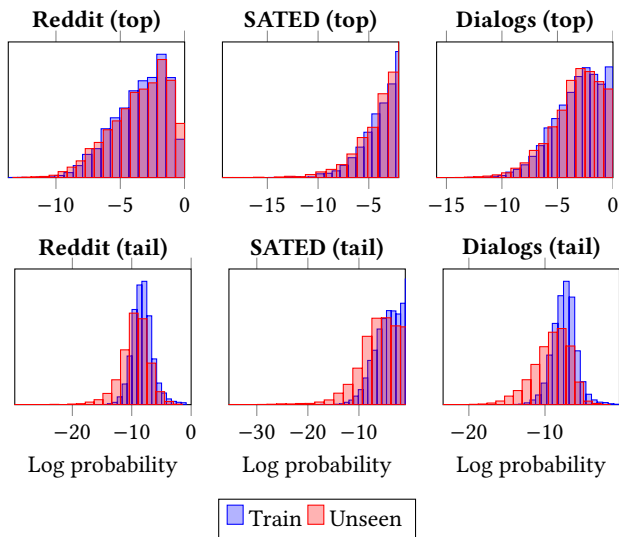 Reddit (top) SATED (top) Dialogs (top)
−10 −5 0 −15 −10 −5 −15 −10 −5 0
Reddit (tail) SATED (tail) Dialogs (tail)
−20 −10 0 −30 −20 −10 −20 −10
Log probability Log probability Log probability
Train Unseen